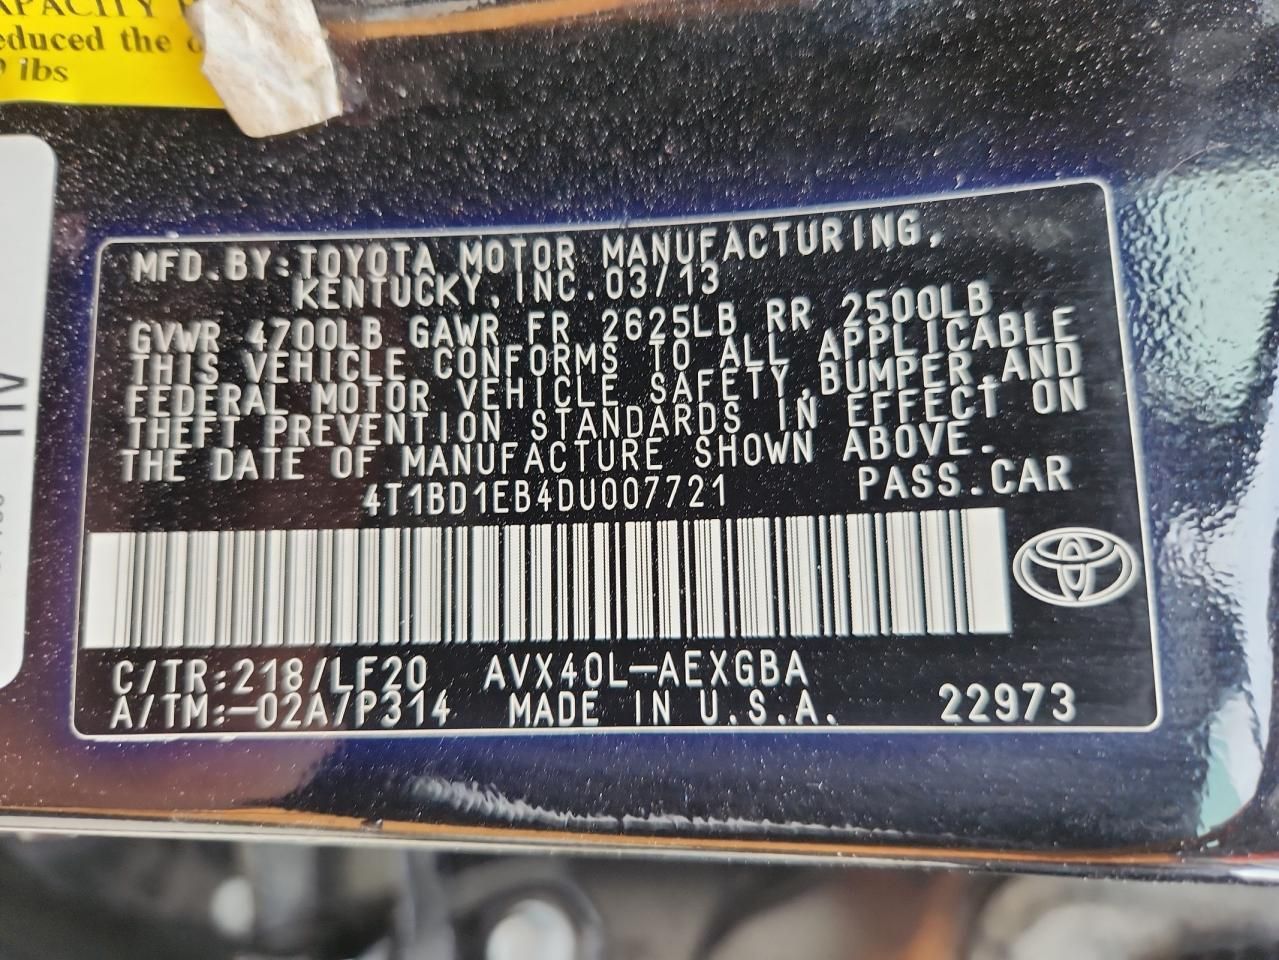 educed the
lbs
MFD.BY:TOYOTA MOTOR MANUFACTURING,
KENTUCKY, INC. 03/13
GVWR 4700LB GAWR FR 2625LB RR 2500LB
THIS VEHICLE CONFORMS TO ALL APPLICABLE
FEDERAL MOTOR VEHICLE SAFETY,BUMPER,AND
THEFT PREVENTION STANDARDS IN EFFECT ON
THE DATE OF MANUFACTURE SHOWN ABOVE.
4T1BD1EB4DU007721 PASS.CAR
C/TR:218/LF20 AVX40L-AEXGBA
A/TM:-02A/P314 MADE IN U.S.A. 22973